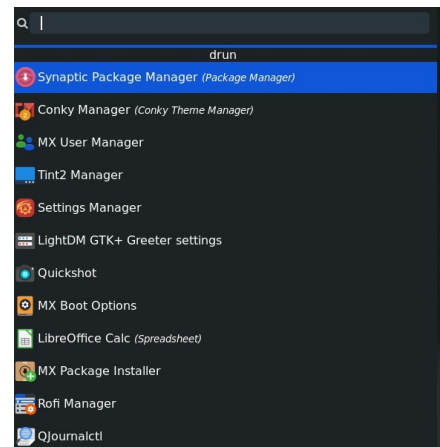 drun
Synaptic Package Manager (Package Manager)
Conky Manager (Conky Theme Manager)
MX User Manager
Tint2 Manager
Settings Manager
LightDM GTK+ Greeter settings
Quickshot
MX Boot Options
LibreOffice Calc (Spreadsheet)
MX Package Installer
Rofi Manager
QJournalctl